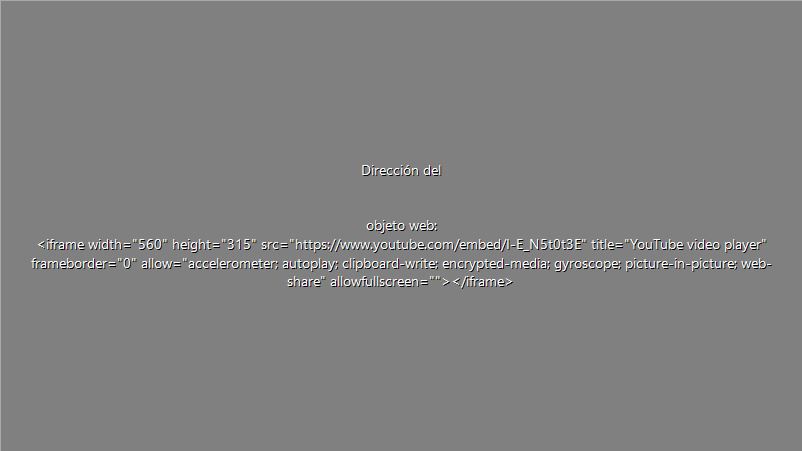 Dirección del
objeto web:
<iframe width="560" height="315" src="https://www.youtube.com/embed/I-E_N5t0t3E" title="YouTube video player"
frameborder="0" allow="accelerometer; autoplay; clipboard-write; encrypted-media; gyroscope; picture-in-picture; web-
share" allowfullscreen=""></iframe>